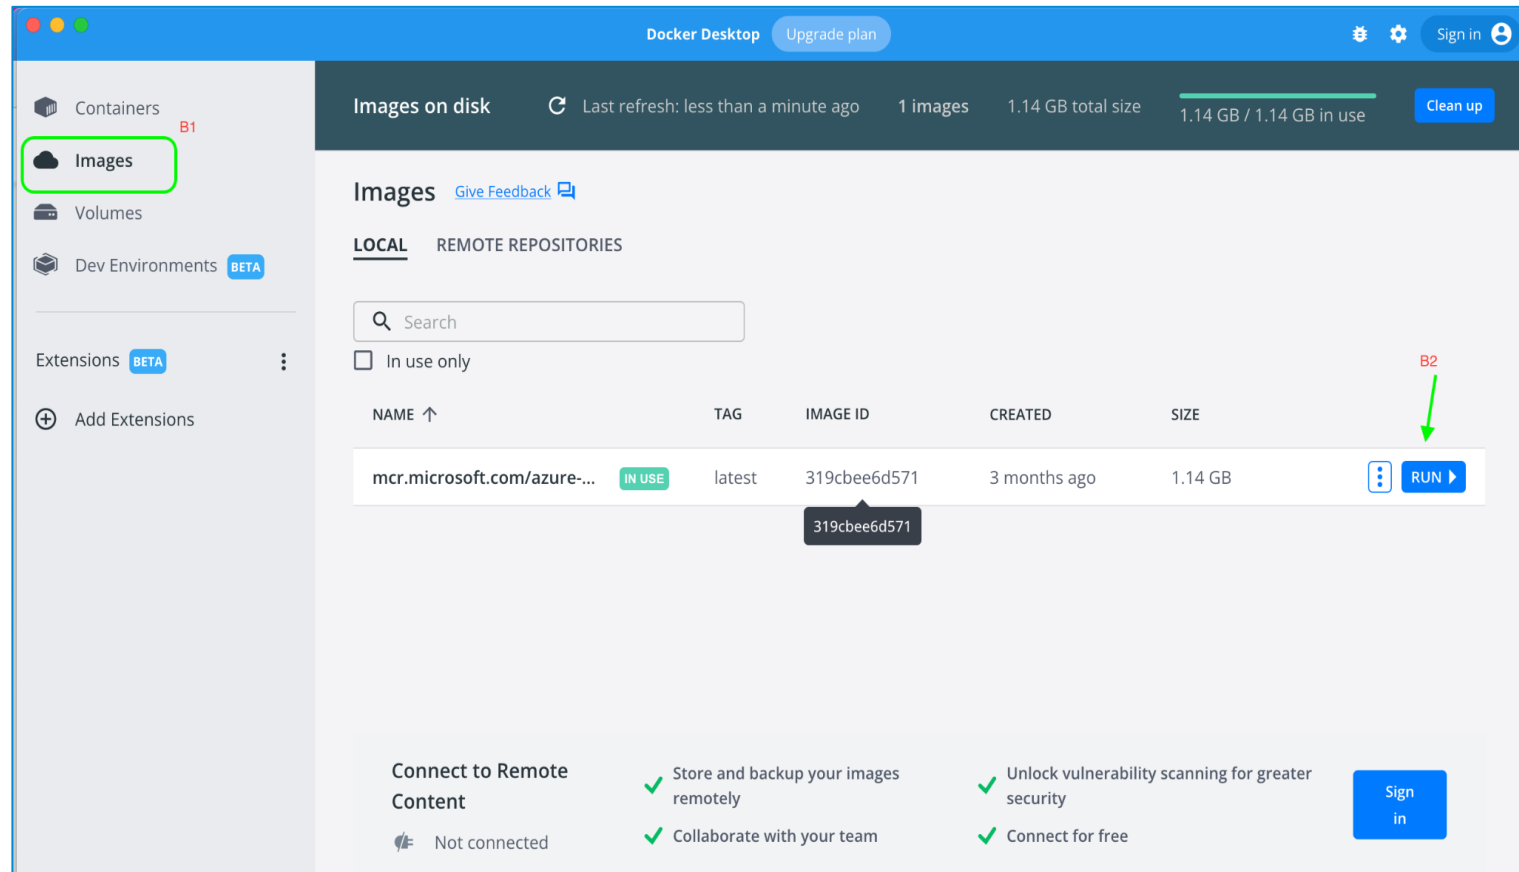 Docker Desktop Upgrade plan Sign in
Containers
B1
Images
Volumes
Dev Environments BETA
Extensions BETA
Add Extensions
Images on disk Last refresh: less than a minute ago 1 images 1.14 GB total size 1.14 GB / 1.14 GB in use Clean up
Images Give Feedback
LOCAL REMOTE REPOSITORIES
Search
In use only
B2
NAME TAG IMAGE ID CREATED SIZE
mcr.microsoft.com/azure-... IN USE latest 319cbee6d571 3 months ago 1.14 GB RUN
319cbee6d571
Connect to Remote
Content
Not connected
Store and backup your images
remotely
Collaborate with your team
Unlock vulnerability scanning for greater
security
Connect for free
Sign
in